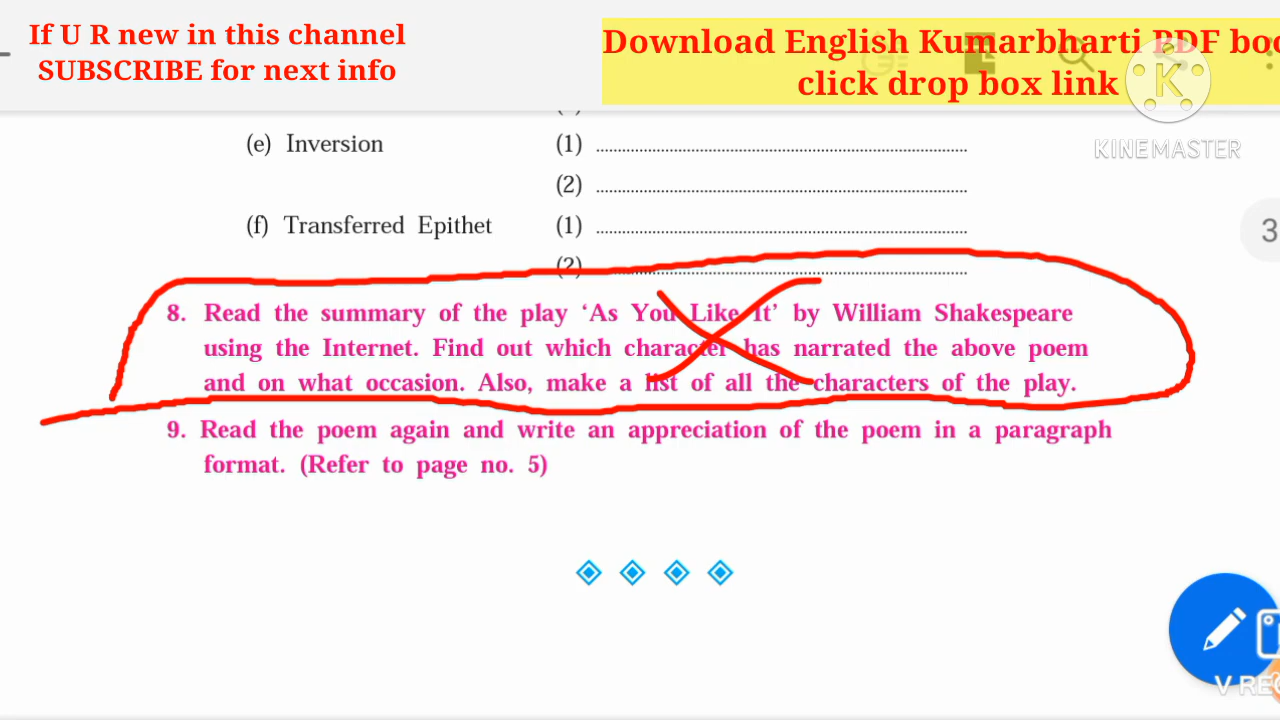 If U R new in this channel
SUBSCRIBE for next info
Download English Kumarbharti PDF
click drop box link
K
KINEMASTER
(e) Inversion (1) ..........
(2) ..........
(f) Transferred Epithet (1) ..........
(2) ..........
3
8. Read the summary of the play ‘As You Like It’ by William Shakespeare
using the Internet. Find out which character has narrated the above poem
and on what occasion. Also, make a list of all the characters of the play.
9. Read the poem again and write an appreciation of the poem in a paragraph
format. (Refer to page no. 5)